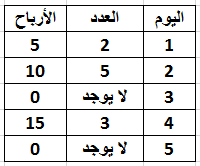 اليوم العدد الأرباح
1 2 5
2 5 10
3 لا يوجد 0
4 3 15
5 لا يوجد 0